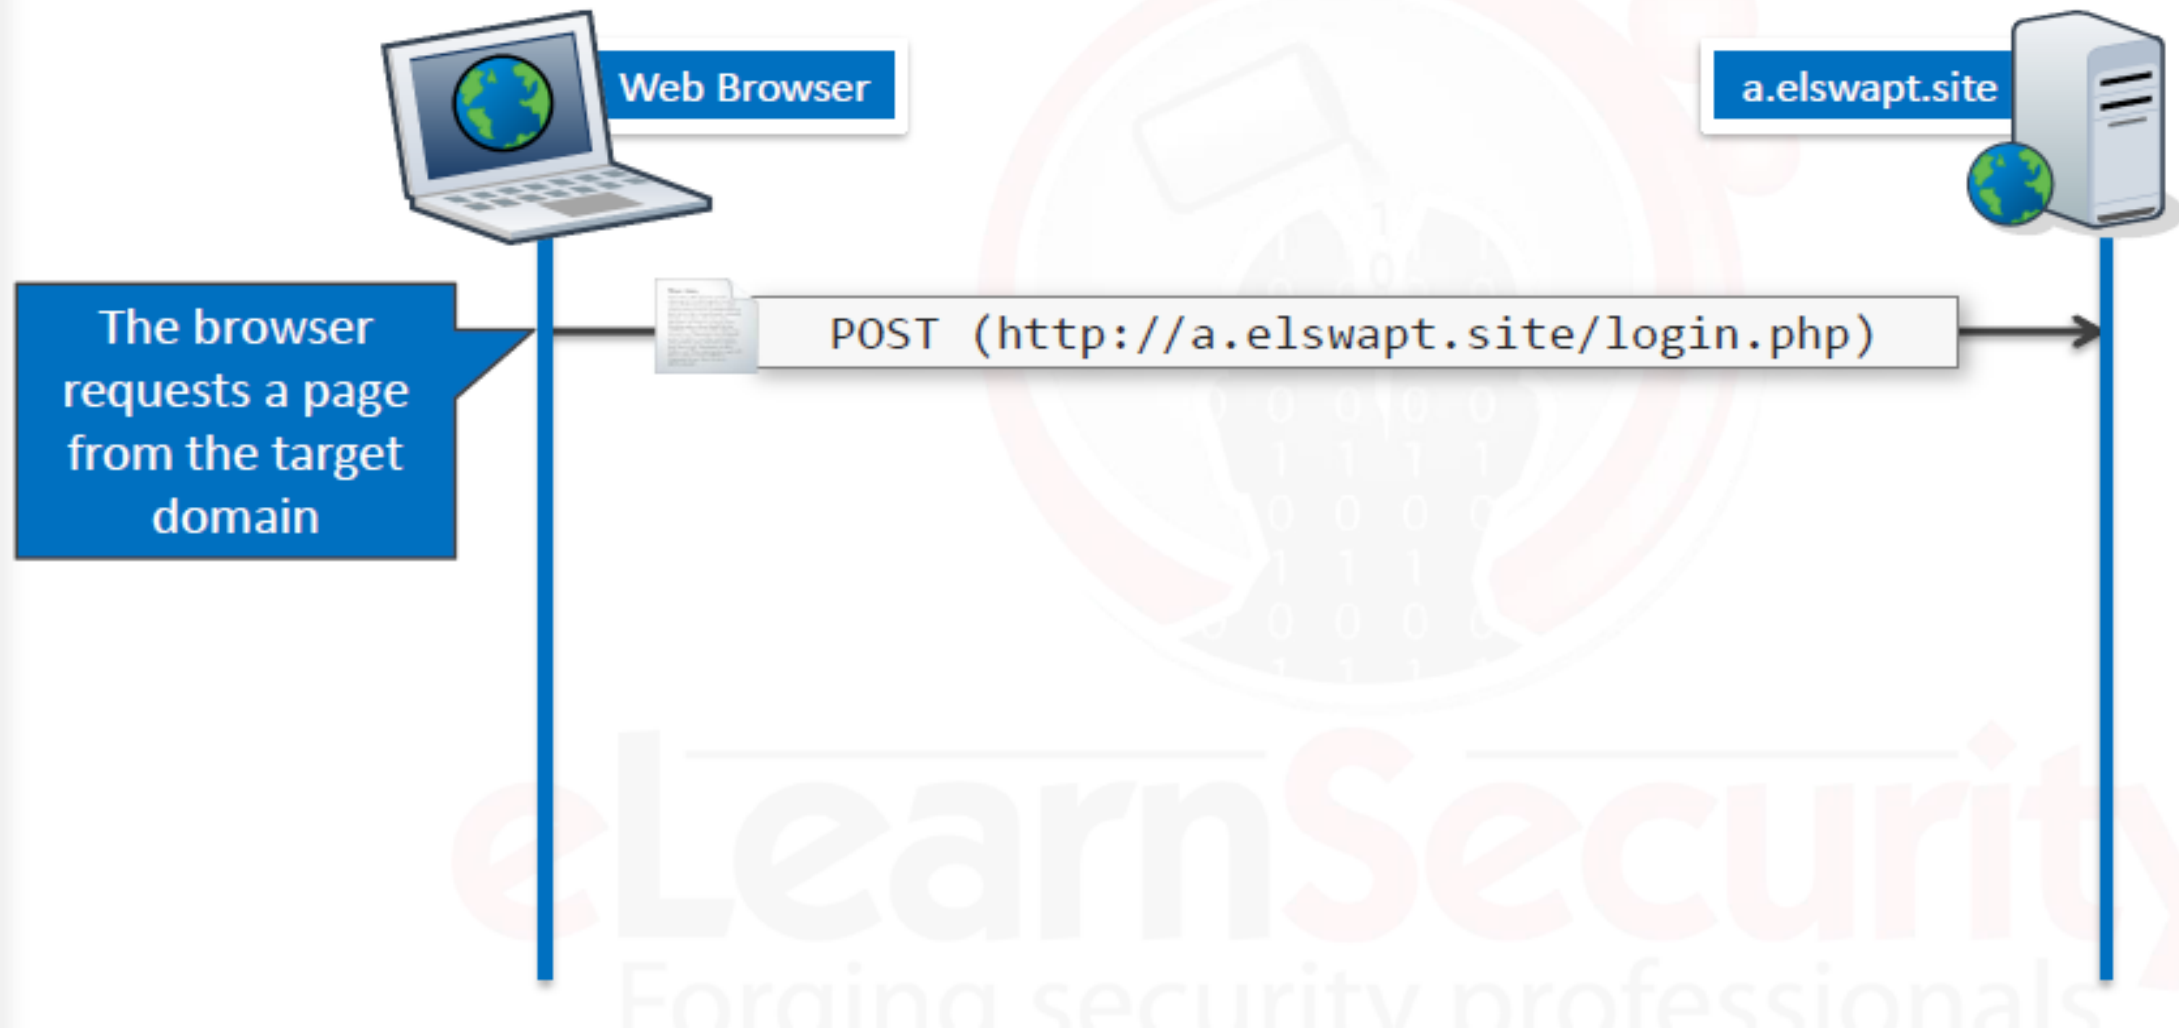 Web Browser
a.elswapt.site
POST (http://a.elswapt.site/login.php)
The browser
requests a page
from the target
domain
eLearnSecurity
Forging security professionals